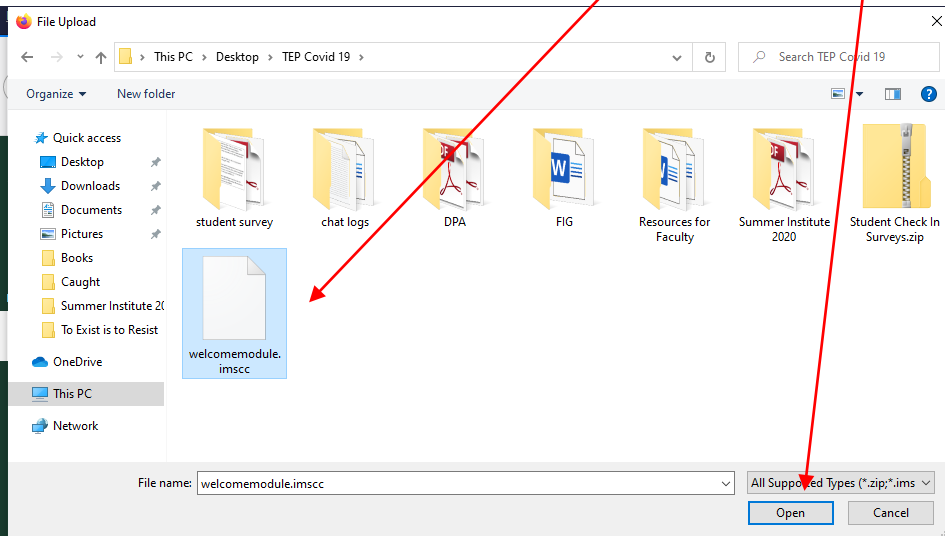 File Upload
This PC
Desktop
TEP Covid 19
Search TEP Covid 19
Organize
New folder
Quick access
Desktop
Downloads
Documents
Pictures
Books
Caught
Summer Institute 20
To Exist is to Resist
OneDrive
This PC
Network
student survey
chat logs
DPA
FIG
Resources for
Faculty
Summer Institute
2020
Student Check In
Surveys.zip
welcomemodule.
imscc
File name:
welcomemodule.imscc
All Supported Types (*.zip;*.ims
Open
Cancel